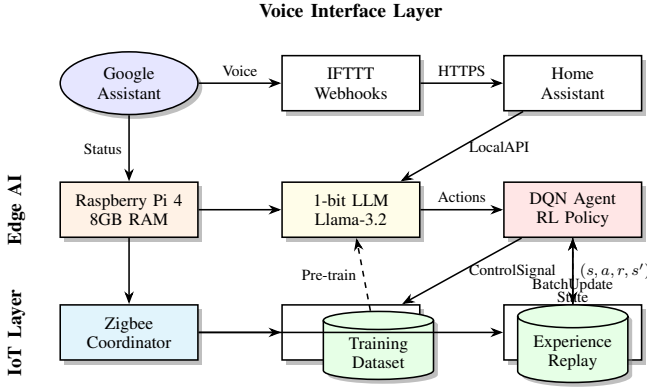 Voice Interface Layer
Google
Assistant
Voice
IFTTT
Webhooks
HTTPS
Home
Assistant
Status
LocalAPI
Edge AI
Raspberry Pi 4
8GB RAM
1-bit LLM
Llama-3.2
Actions
DQN Agent
RL Policy
Pre-train
ControlSignal
(s, a, r, s′)
BatchUpdate
State
IoT Layer
Zigbee
Coordinator
Training
Dataset
Experience
Replay